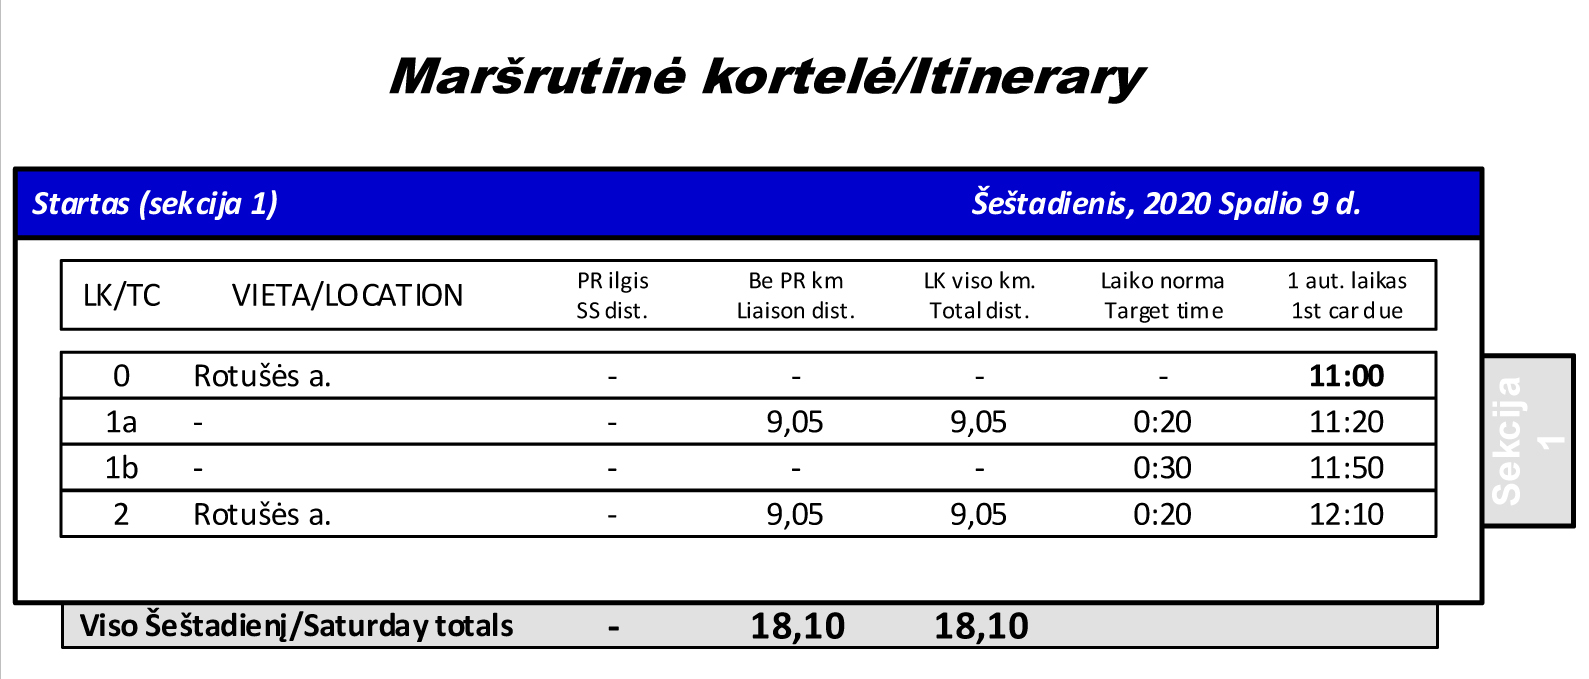 Maršrutinė kortelė/Itinerary
Startas (sekcija 1) Šeštadienis, 2020 Spalio 9 d.
LK/TC VIETA/LOCATION PR ilgis Be PR km LK viso km. Laiko norma 1 aut. laikas
SS dist. Liaison dist. Total dist. Target time 1st car due
0 Rotušės a. - - - - 11:00
1a - - 9,05 9,05 0:20 11:20
1b - - - - 0:30 11:50
2 Rotušės a. - 9,05 9,05 0:20 12:10
Sekcija
1
Viso Šeštadienį/Saturday totals - 18,10 18,10